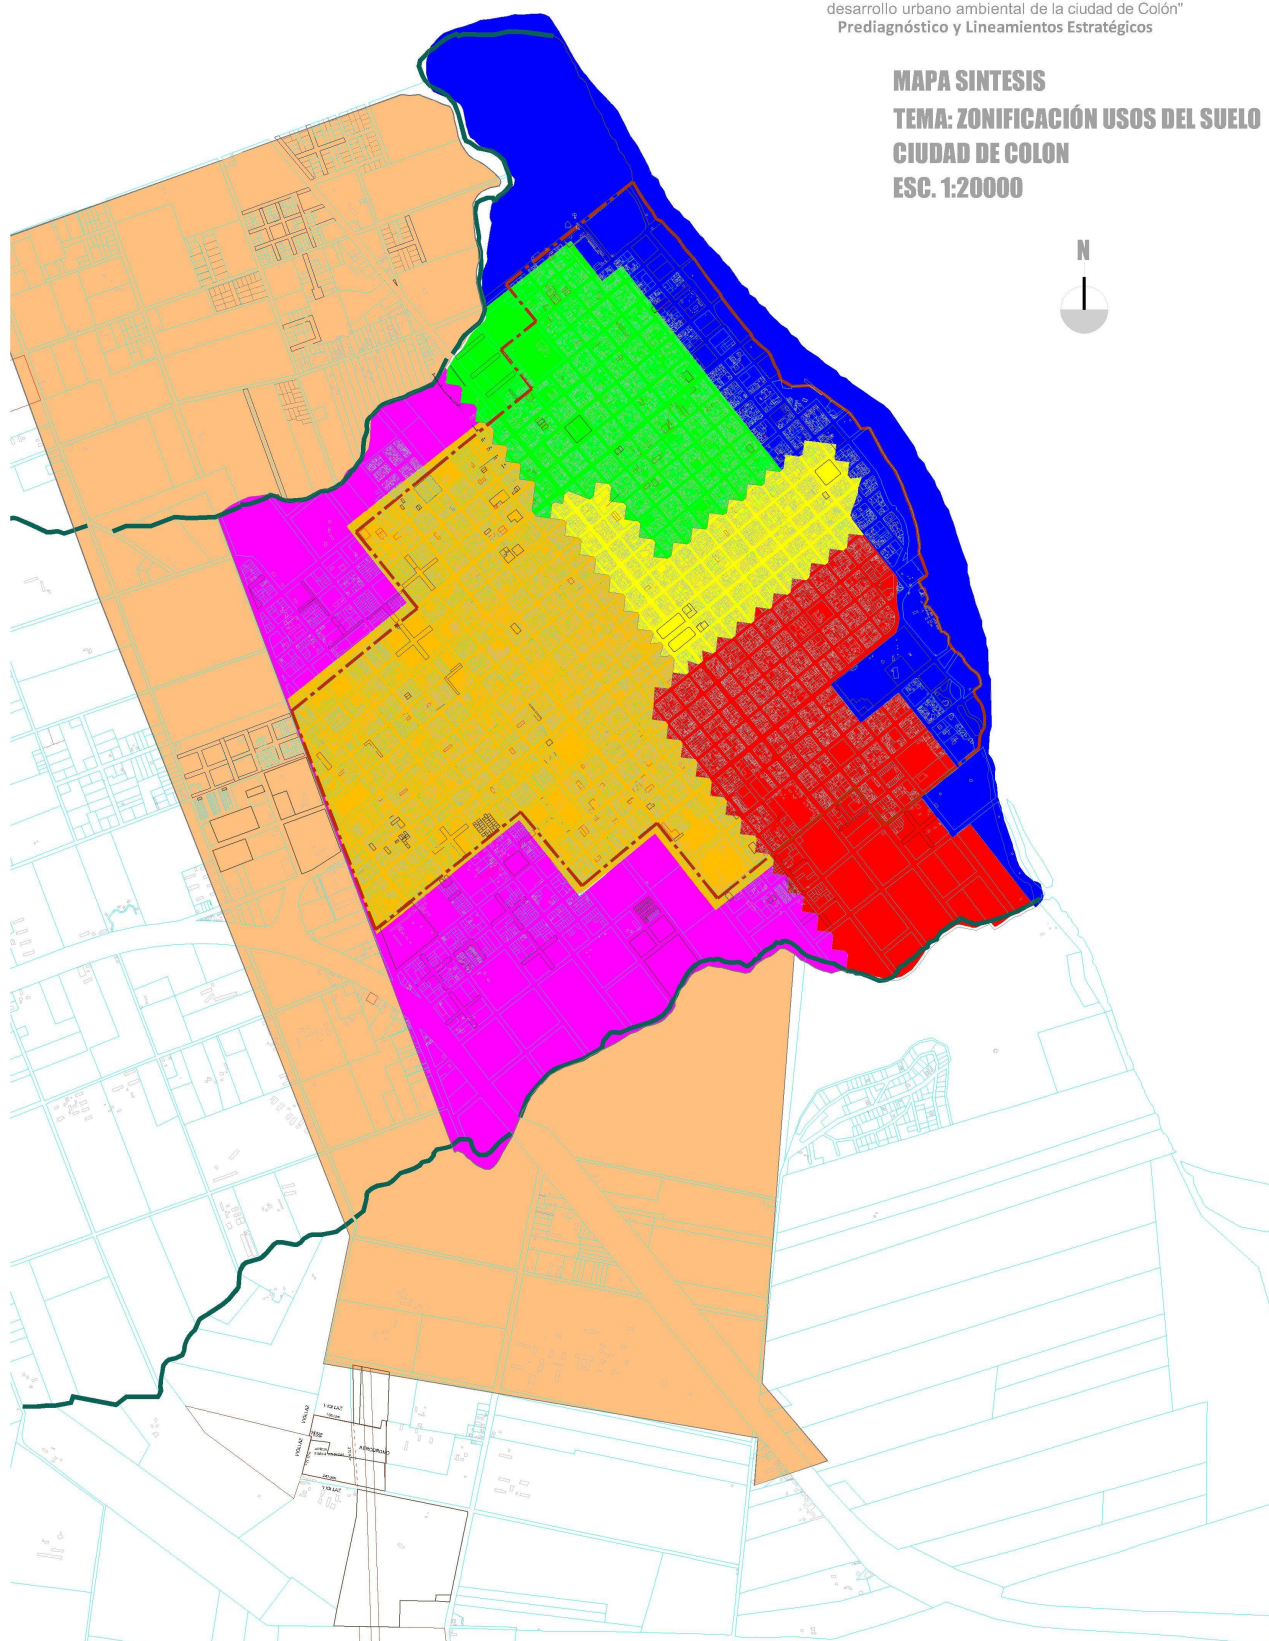 desarrollo urbano ambiental de la ciudad de Colón"
Prediagnóstico y Lineamientos Estratégicos
MAPA SINTESIS
TEMA: ZONIFICACIÓN USOS DEL SUELO
CIUDAD DE COLON
ESC. 1:20000
N